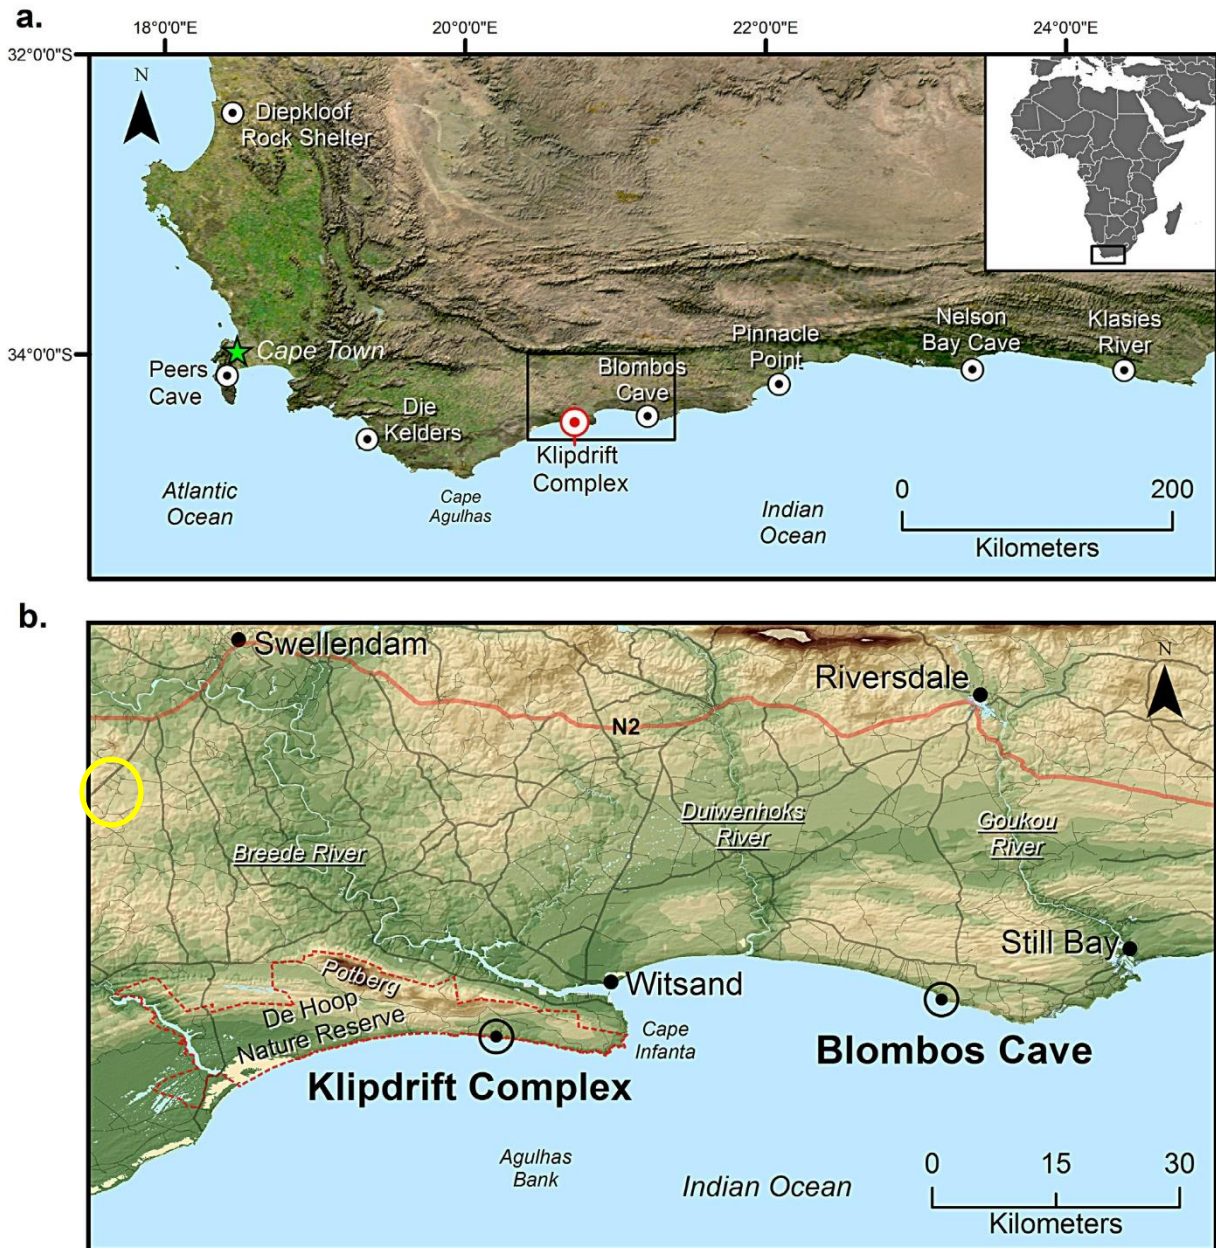 a.
18°0'0"E
20°0'0"E
22°0'0"E
24°0'0"E
32°0'0"S
34°0'0"S
N
Diepkloof
Rock Shelter
Cape Town
Peers
Cave
Die
Kelders
Blombos
Cave
Pinnacle
Point
Nelson
Bay Cave
Klasies
River
Klipdrift
Complex
Atlantic
Ocean
Cape
Agulhas
Indian
Ocean
0
200
Kilometers
b.
Swellendam
Riversdale
N
N2
Breede River
Duiwenhoks
River
Goukou
River
Still Bay
Witsand
Potberg
De Hoop
Nature Reserve
Cape
Infanta
Klipdrift Complex
Blombos Cave
Agulhas
Bank
Indian Ocean
0
15
30
Kilometers